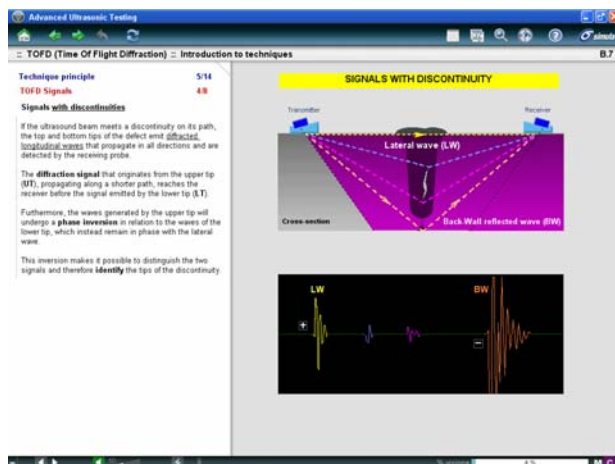 Advanced Ultrasonic Testing
:: TOFD (Time Of Flight Diffraction) :: Introduction to techniques
B.7
Technique principle 5/14
TOFD Signals 4/8
Signals with discontinuities
If the ultrasound beam meets a discontinuity on its path,
the top and bottom tips of the defect emit diffracted
longitudinal waves that propagate in all directions and are
detected by the receiving probe.
The diffraction signal that originates from the upper tip
(UT), propagating along a shorter path, reaches the
receiver before the signal emitted by the lower tip (LT).
Furthermore, the waves generated by the upper tip will
undergo a phase inversion in relation to the waves of the
lower tip, which instead remain in phase with the lateral
wave.
This inversion makes it possible to distinguish the two
signals and therefore identify the tips of the discontinuity.
SIGNALS WITH DISCONTINUITY
Transmitter
Receiver
Lateral wave (LW)
Cross-section
Back-Wall reflected wave (BW)
LW
BW
+
−